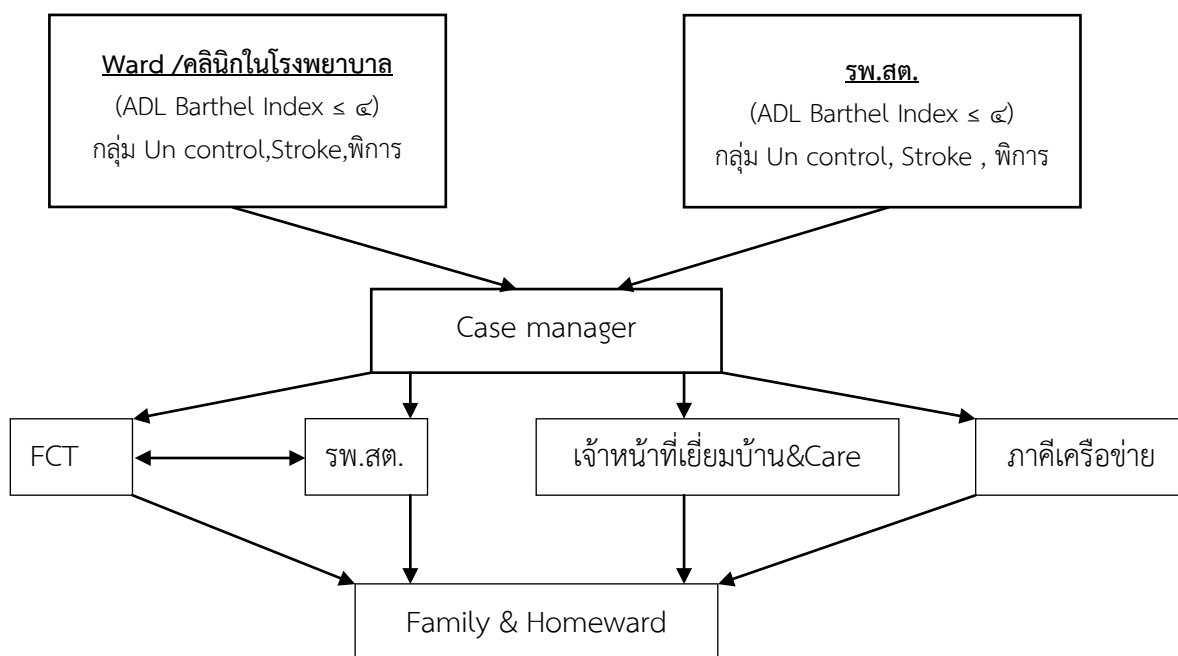 Ward /คลินิกในโรงพยาบาล
(ADL Barthel Index ≤ ๔)
กลุ่ม Un control,Stroke,พิการ
รพ.สต.
(ADL Barthel Index ≤ ๔)
กลุ่ม Un control, Stroke , พิการ
Case manager
FCT
รพ.สต.
เจ้าหน้าที่เยี่ยมบ้าน&Care
ภาคีเครือข่าย
Family & Homeward